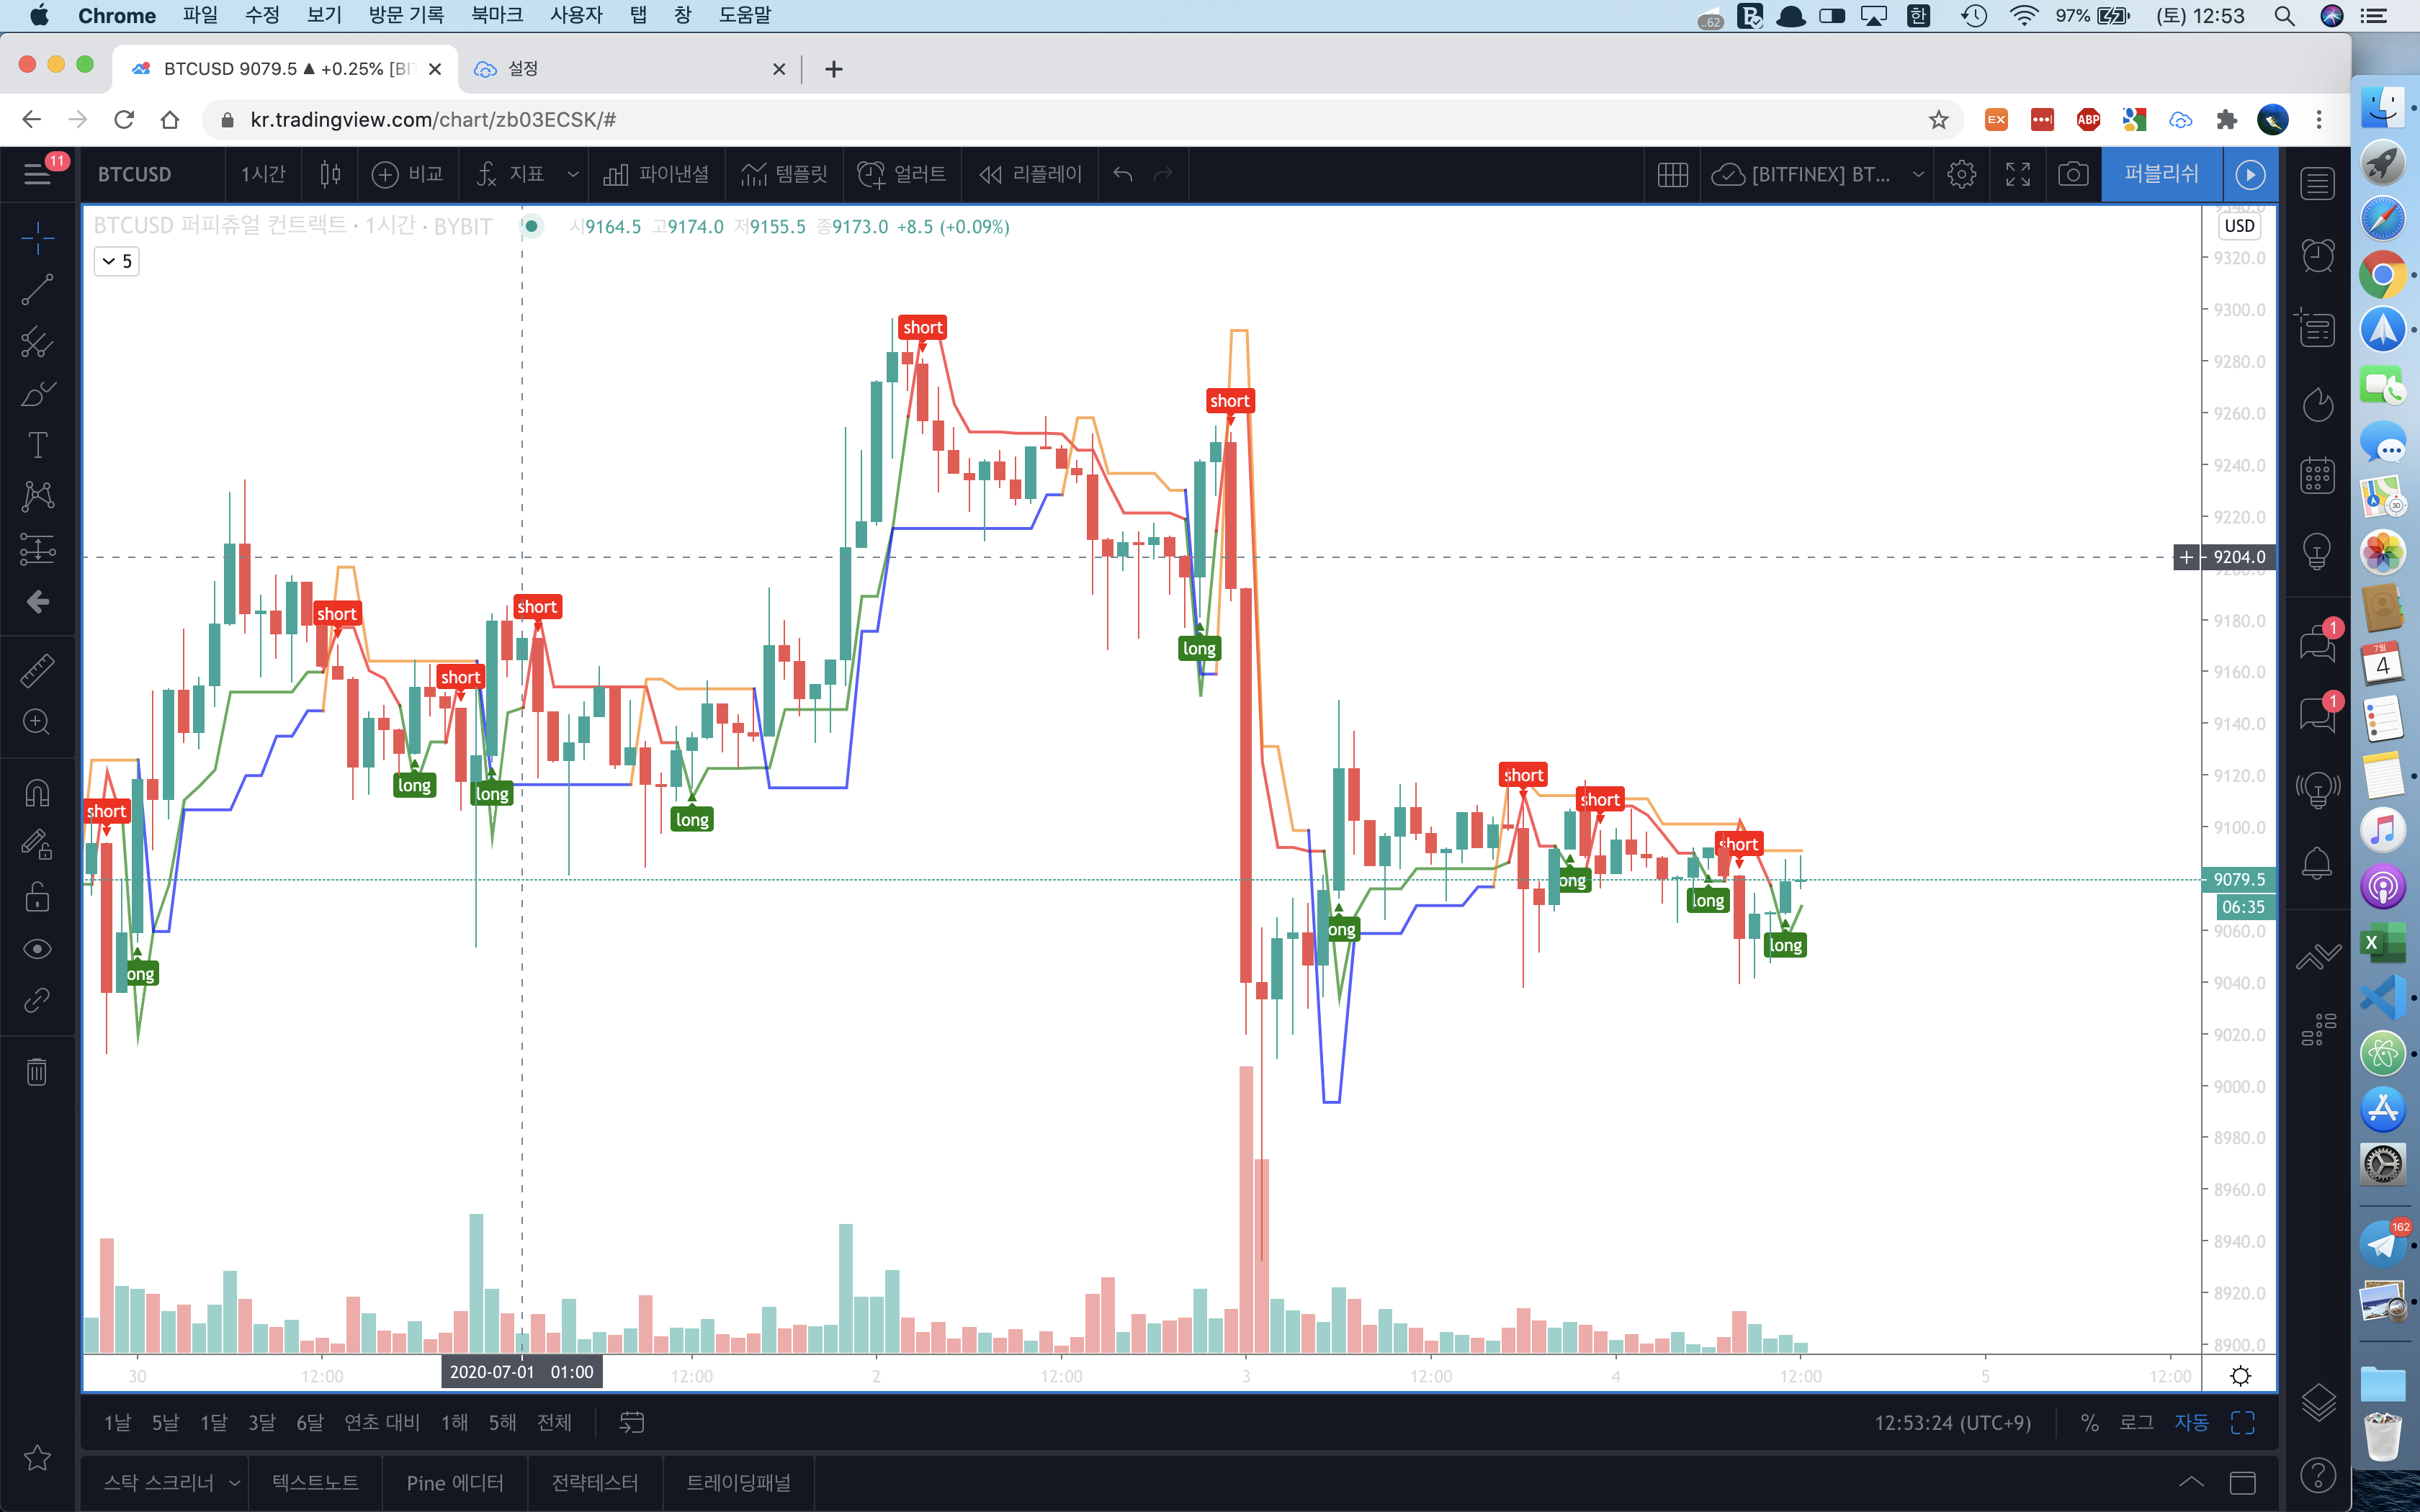 Chrome 파일 수정 보기 방문 기록 북마크 사용자 탭 창 도움말 ..62 한 97% (토) 12:53
BTCUSD 9079.5 ▲ +0.25% [BI 설정
kr.tradingview.com/chart/zb03ECSK/# EX ABP
11 BTCUSD 1시간 비교 지표 파이낸셜 템플릿 얼러트 리플레이 [BITFINEX] BT... 퍼블리쉬
BTCUSD 퍼피츄얼 컨트랙트 · 1시간 · BYBIT 시9164.5 고9174.0 저9155.5 종9173.0 +8.5 (+0.09%) USD
5
9320.0
9300.0
short
9280.0
short
9260.0
9240.0
9220.0
9204.0
short
short
9180.0
long
short
9160.0
9140.0
short
long
long
9120.0
short
short
long
9100.0
short
9079.5
ong
long
06:35
ong
long
9060.0
ong
9040.0
9020.0
9000.0
8980.0
8960.0
8940.0
8920.0
8900.0
30 12:00 2020-07-01 01:00 12:00 2 12:00 3 12:00 4 12:00 5 12:00
1날 5날 1달 3달 6달 연초 대비 1해 5해 전체 12:53:24 (UTC+9) % 로그 자동
스탁 스크리너 텍스트노트 Pine 에디터 전략테스터 트레이딩패널
1
1
7월
4
162